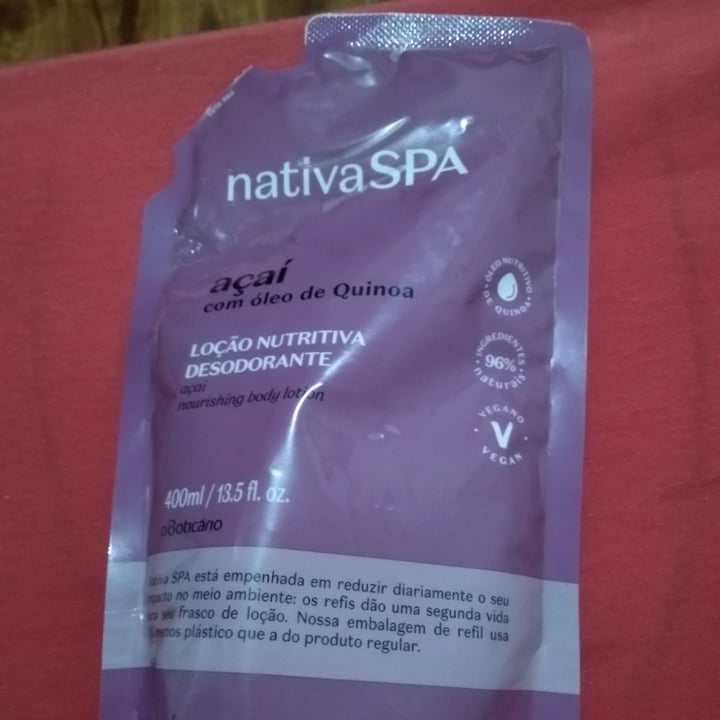 nativaSPA
açaí
com óleo de Quinoa
LOÇÃO NUTRITIVA
DESODORANTE
açaí
nourishing body lotion
400ml / 13.5 fl. oz.
oBoticário
ÓLEO NUTRITIVO
DE QUINOA
INGREDIENTES
96%
naturais
VEGANO
V
VEGAN
Nativa SPA está empenhada em reduzir diariamente o seu
impacto no meio ambiente: os refis dão uma segunda vida
para seu frasco de loção. Nossa embalagem de refil usa
menos plástico que a do produto regular.